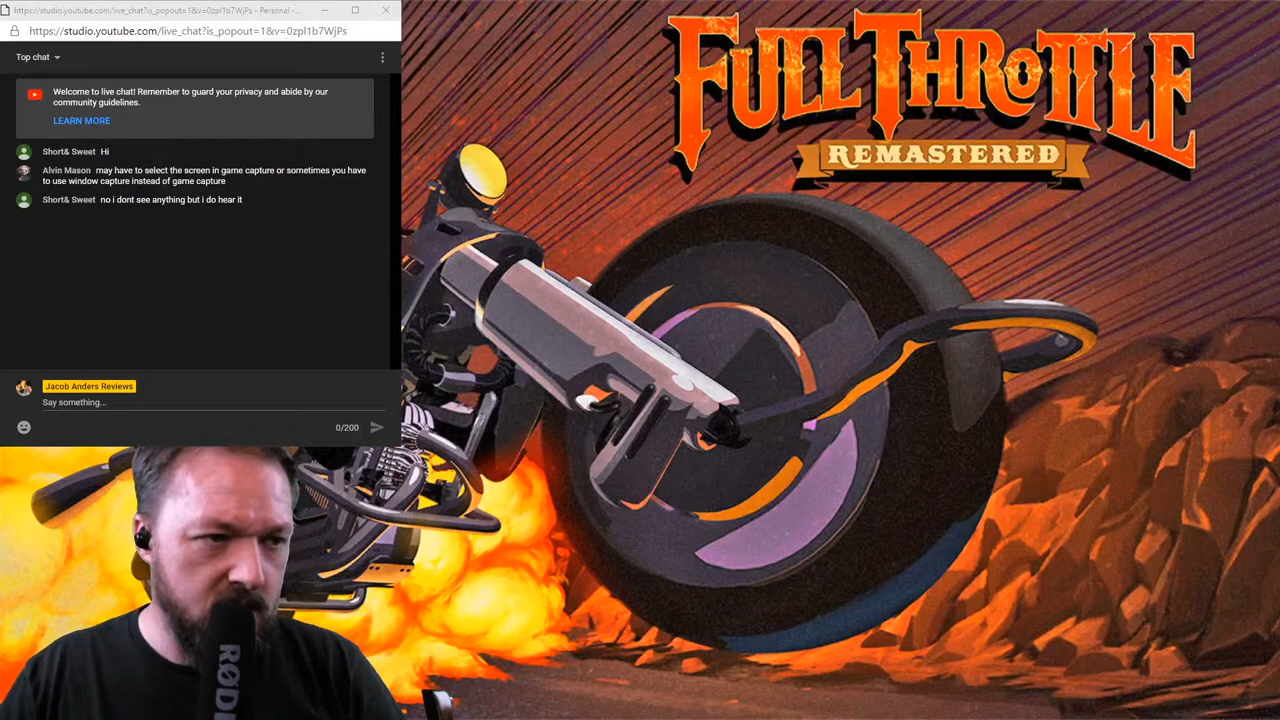 https://studio.youtube.com/live_chat?is_popout=1&v=0zpl1b7WjPs - Personal - ...
https://studio.youtube.com/live_chat?is_popout=1&v=0zpl1b7WjPs
Top chat
Welcome to live chat! Remember to guard your privacy and abide by our
community guidelines.
LEARN MORE
Short& Sweet Hi
Alvin Mason may have to select the screen in game capture or sometimes you have
to use window capture instead of game capture
Short& Sweet no i dont see anything but i do hear it
Jacob Anders Reviews
Say something...
0/200
FULL THROTTLE
REMASTERED
RØDE